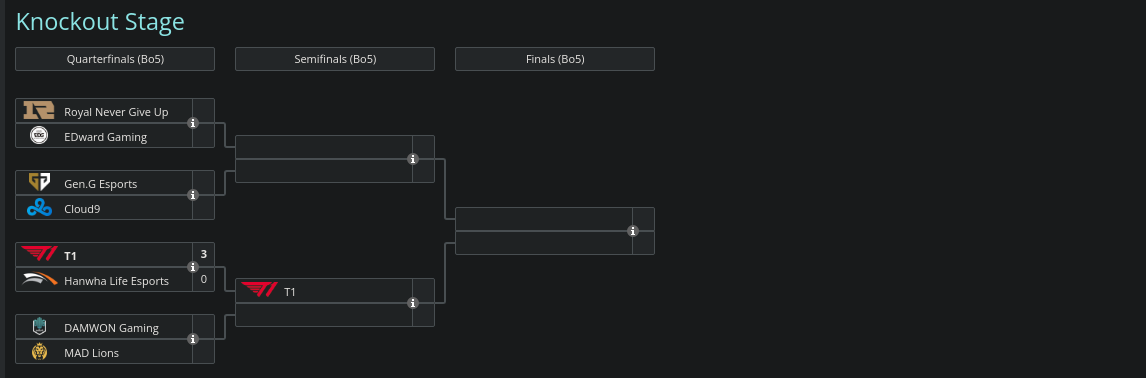 Knockout Stage
Quarterfinals (Bo5)
Semifinals (Bo5)
Finals (Bo5)
Royal Never Give Up
EDward Gaming
Gen.G Esports
Cloud9
T1 3
Hanwha Life Esports 0
DAMWON Gaming
MAD Lions
T1